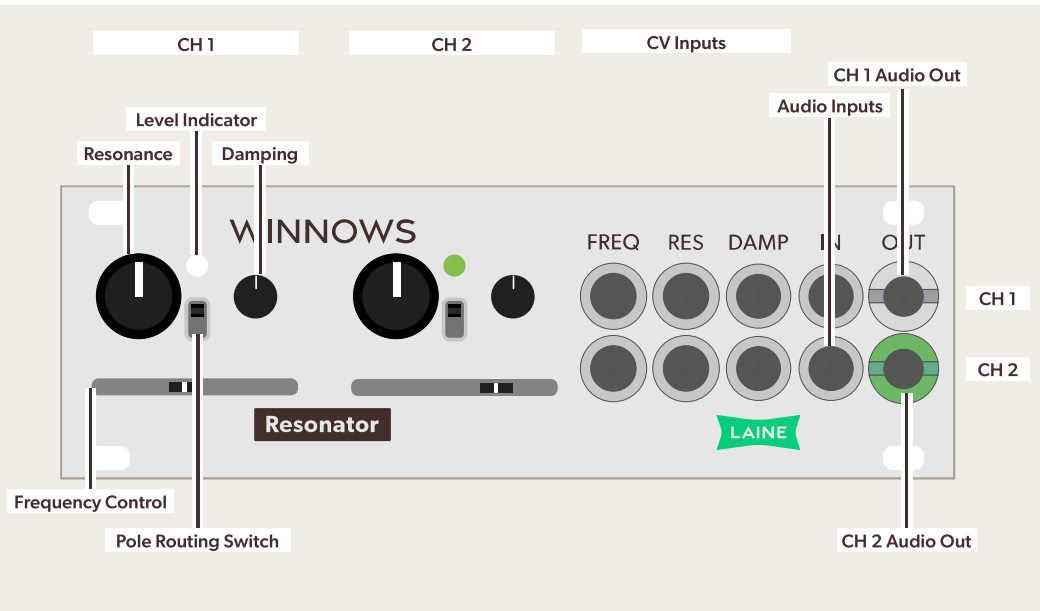 CH 1
CH 2
CV Inputs
CH 1 Audio Out
Audio Inputs
Level Indicator
Resonance
Damping
WINNOWS
FREQ
RES
DAMP
IN
OUT
CH 1
CH 2
Resonator
LAINE
Frequency Control
Pole Routing Switch
CH 2 Audio Out